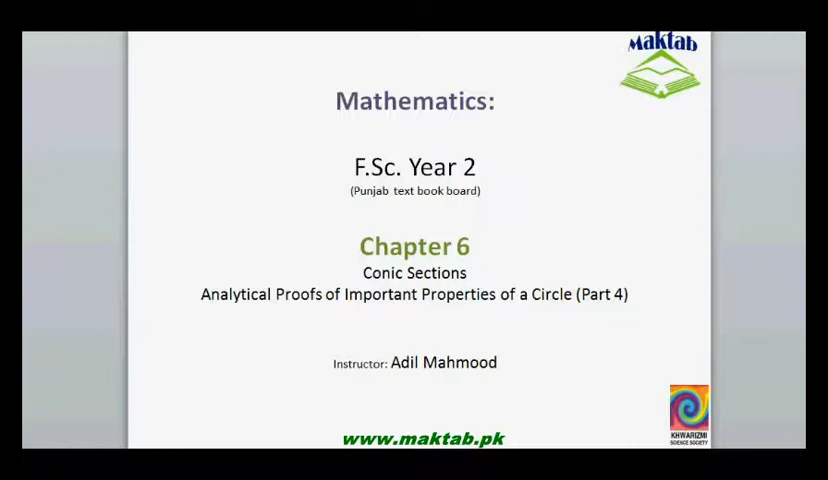 Maktab
Mathematics:
F.Sc. Year 2
(Punjab text book board)
Chapter 6
Conic Sections
Analytical Proofs of Important Properties of a Circle (Part 4)
Instructor: Adil Mahmood
KHWARIZMI
SCIENCE SOCIETY
www.maktab.pk